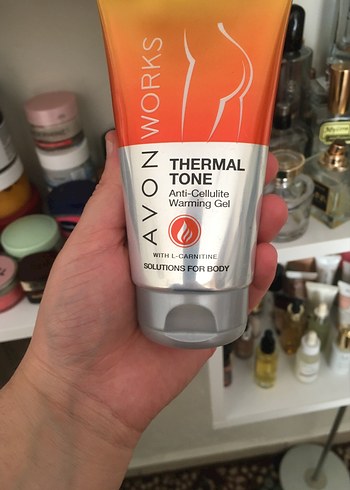 AVON WORKS
THERMAL
TONE
Anti-Cellulite
Warming Gel
WITH L-CARNITINE
SOLUTIONS FOR BODY